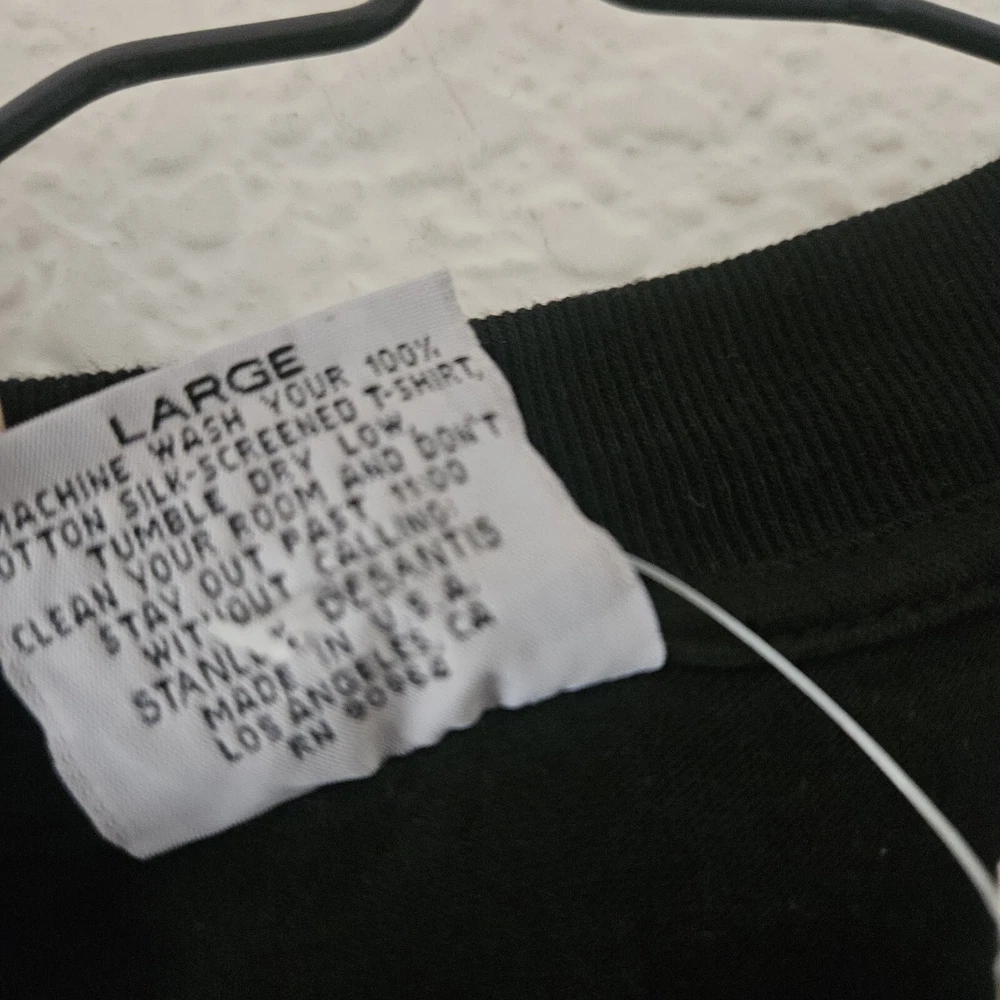 LARGE
MACHINE WASH YOUR 100%
OTTON SILK-SCREENED T-SHIRT,
TUMBLE DRY LOW,
CLEAN YOUR ROOM AND DON'T
STAY OUT PAST 11:00
CALLING!
DESANTIS
MADE IN U.S.A.
LOS ANGELES, CA
RN